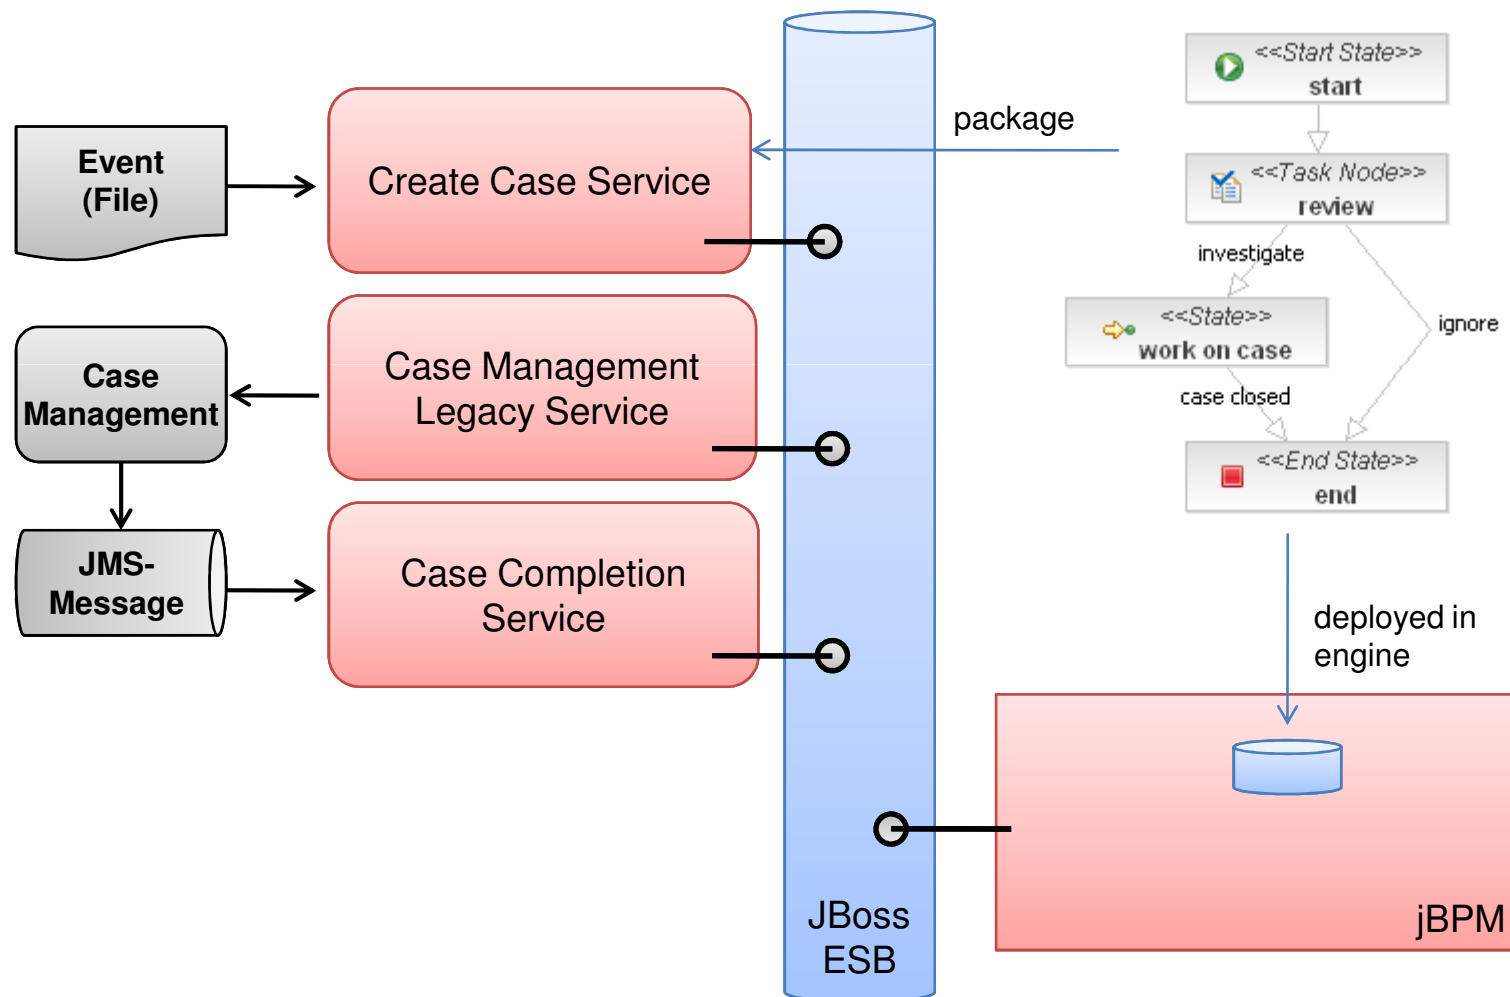 Event
(File)
Create Case Service
package
<<Start State>>
start
<<Task Node>>
review
investigate
ignore
<<State>>
work on case
case closed
<<End State>>
end
Case
Management
Case Management
Legacy Service
JMS-
Message
Case Completion
Service
deployed in
engine
JBoss
ESB
jBPM